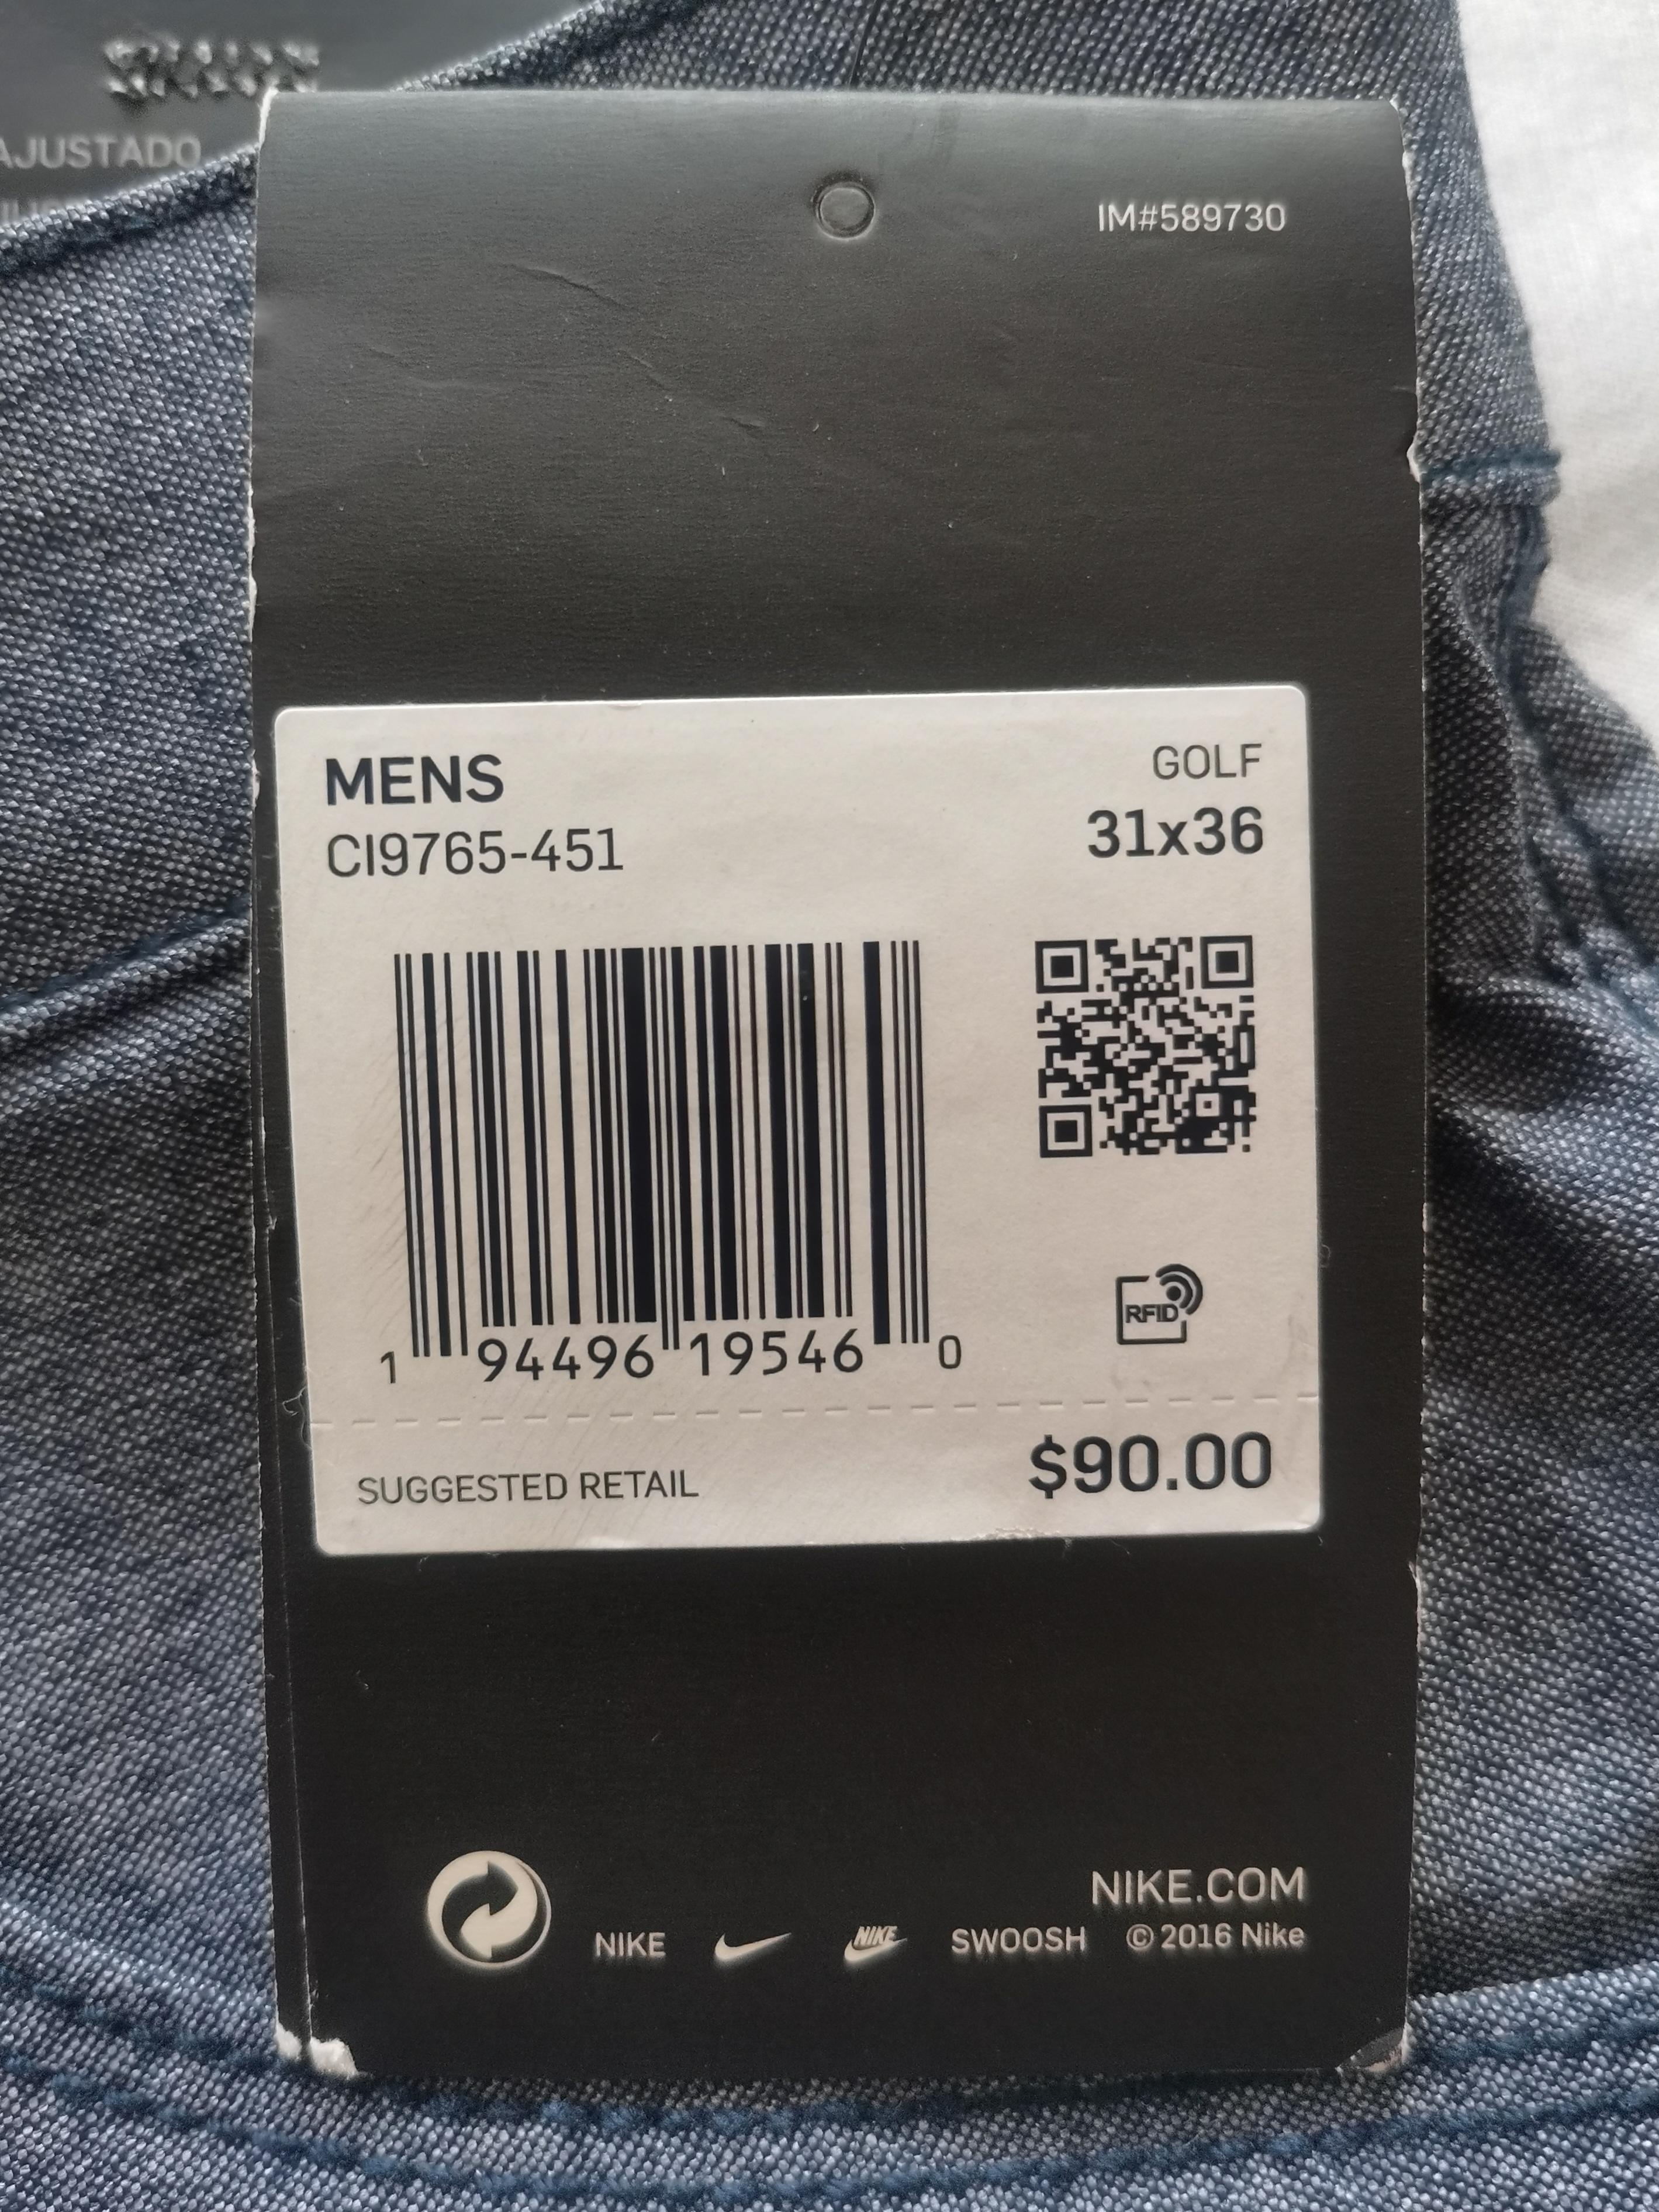 AJUSTADO
IM#589730
MENS
GOLF
CI9765-451
31x36
RFID
1 94496 19546 0
SUGGESTED RETAIL
$90.00
NIKE.COM
NIKE NIKE SWOOSH © 2016 Nike